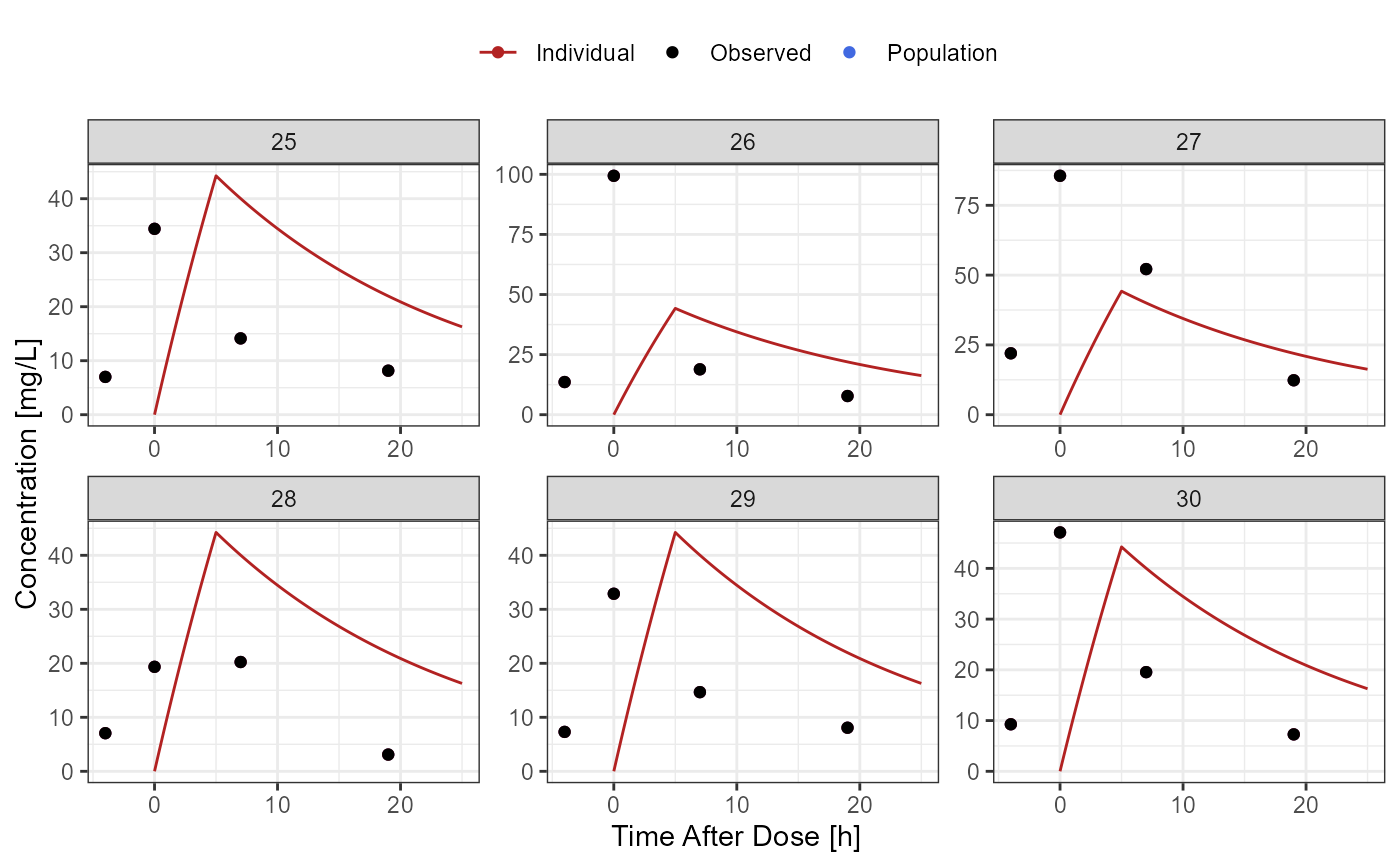 Individual Observed Population
25 26 27
40 100 75
30 75 50
20 50 25
10 25 0
0 0
0 10 20 0 10 20 0 10 20
28 29 30
40 40 40
30 30 30
20 20 20
10 10 10
0 0 0
0 10 20 0 10 20 0 10 20
Concentration [mg/L]
Time After Dose [h]